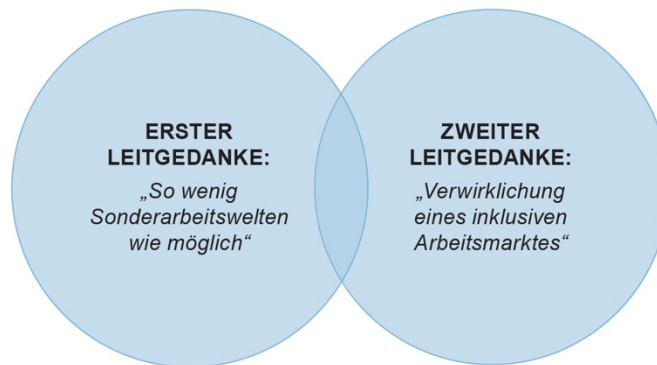 ERSTER
LEITGEDANKE:
„So wenig
Sonderarbeitswelten
wie möglich“
ZWEITER
LEITGEDANKE:
„Verwirklichung
eines inklusiven
Arbeitsmarktes“